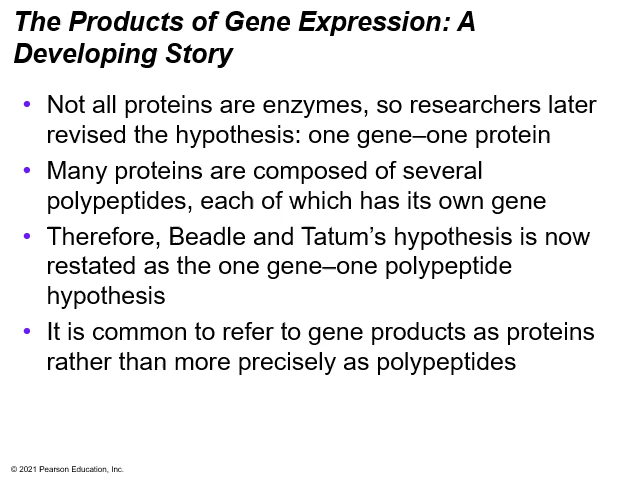 The Products of Gene Expression: A
Developing Story
• Not all proteins are enzymes, so researchers later
revised the hypothesis: one gene–one protein
• Many proteins are composed of several
polypeptides, each of which has its own gene
• Therefore, Beadle and Tatum’s hypothesis is now
restated as the one gene–one polypeptide
hypothesis
• It is common to refer to gene products as proteins
rather than more precisely as polypeptides
© 2021 Pearson Education, Inc.